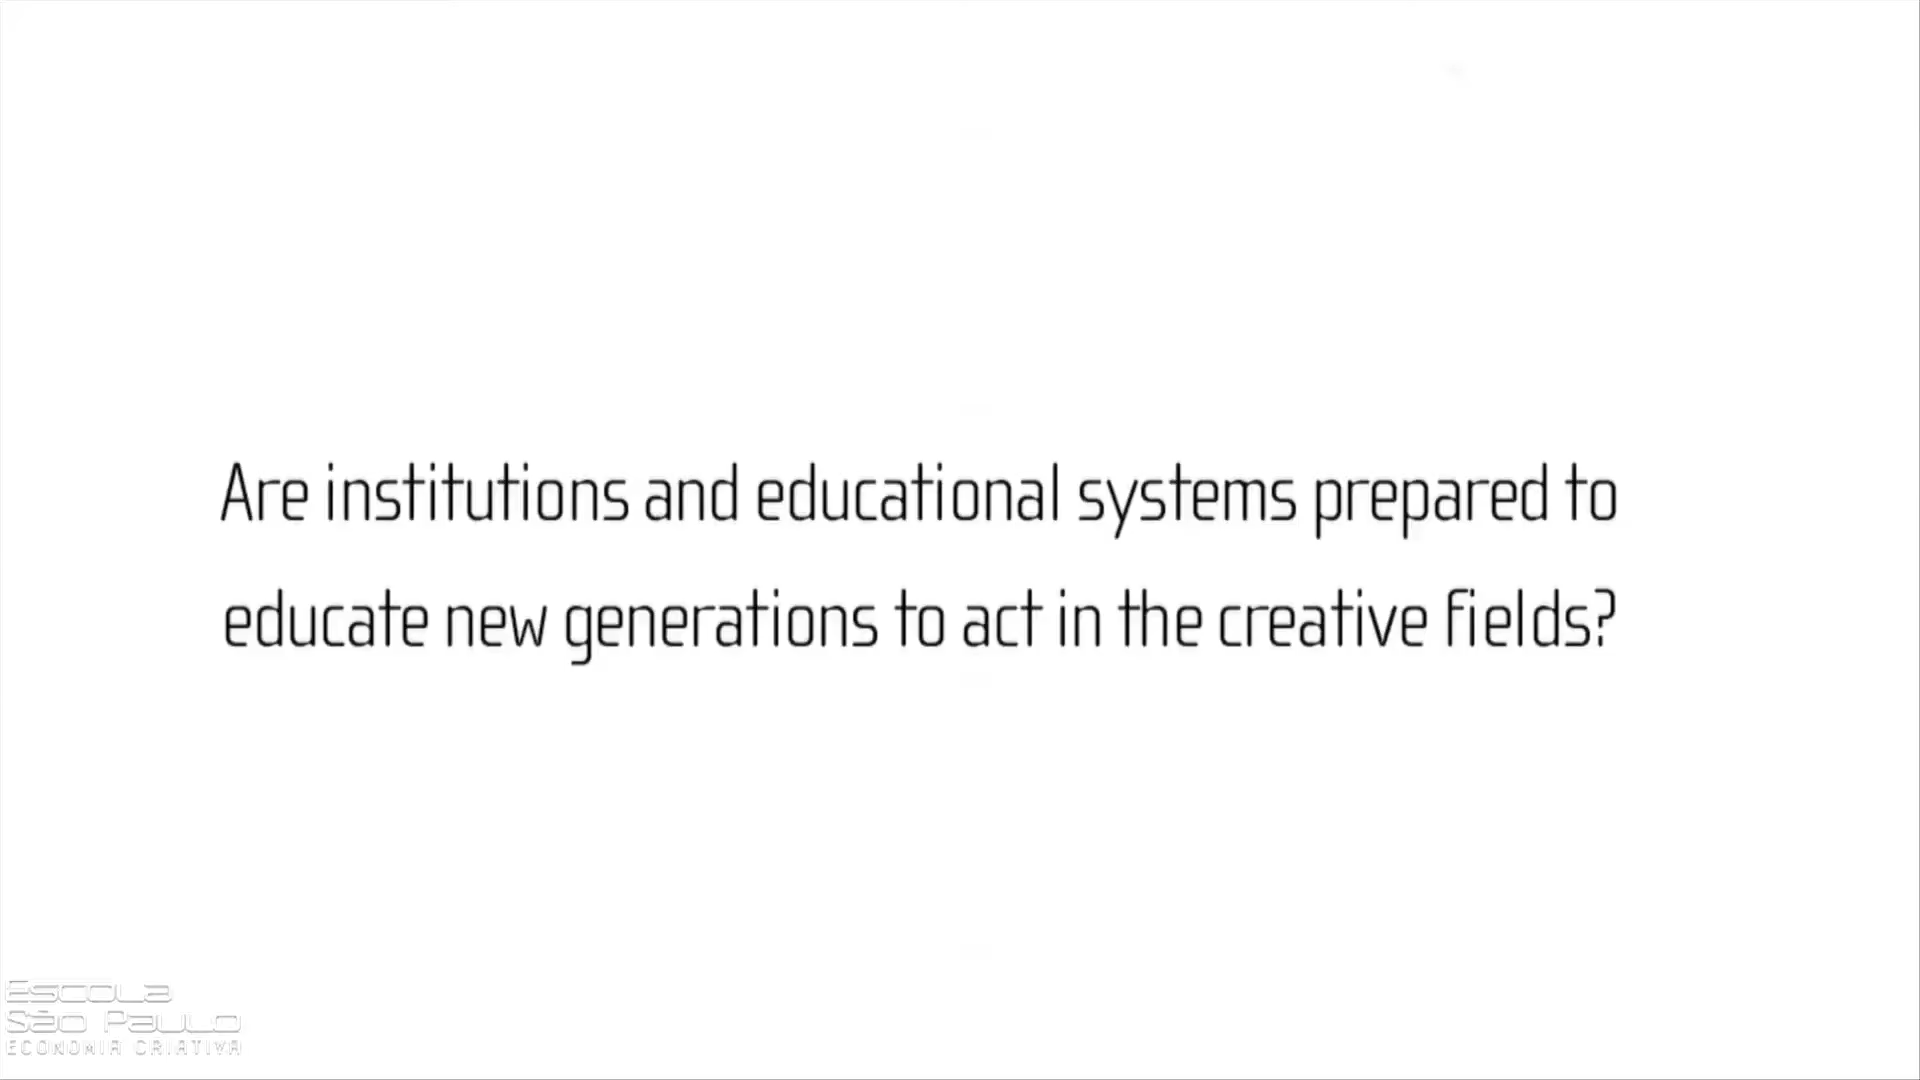 Are institutions and educational systems prepared to
educate new generations to act in the creative fields?
ESCOLA
São Paulo
ECONOMIA CRIATIVA